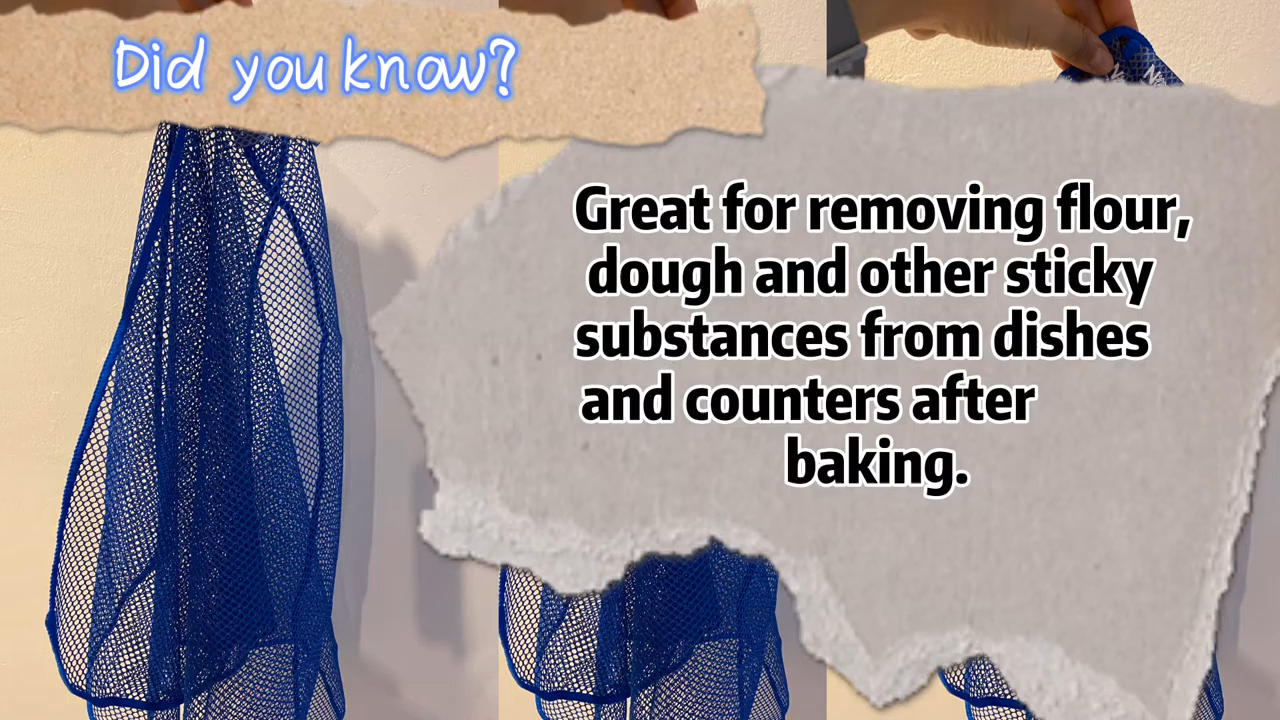 Did you know?
Great for removing flour,
dough and other sticky
substances from dishes
and counters after
baking.